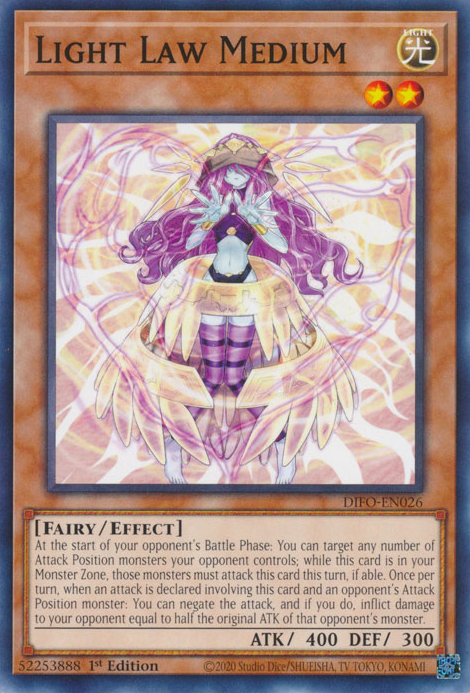 LIGHT LAW MEDIUM
LIGHT
光
DIFO-EN026
[FAIRY/EFFECT]
At the start of your opponent's Battle Phase: You can target any number of
Attack Position monsters your opponent controls; while this card is in your
Monster Zone, those monsters must attack this card this turn, if able. Once per
turn, when an attack is declared involving this card and an opponent's Attack
Position monster: You can negate the attack, and if you do, inflict damage
to your opponent equal to half the original ATK of that opponent's monster.
ATK/ 400 DEF/ 300
52253888 1st Edition ©2020 Studio Dice/SHUEISHA, TV TOKYO, KONAMI